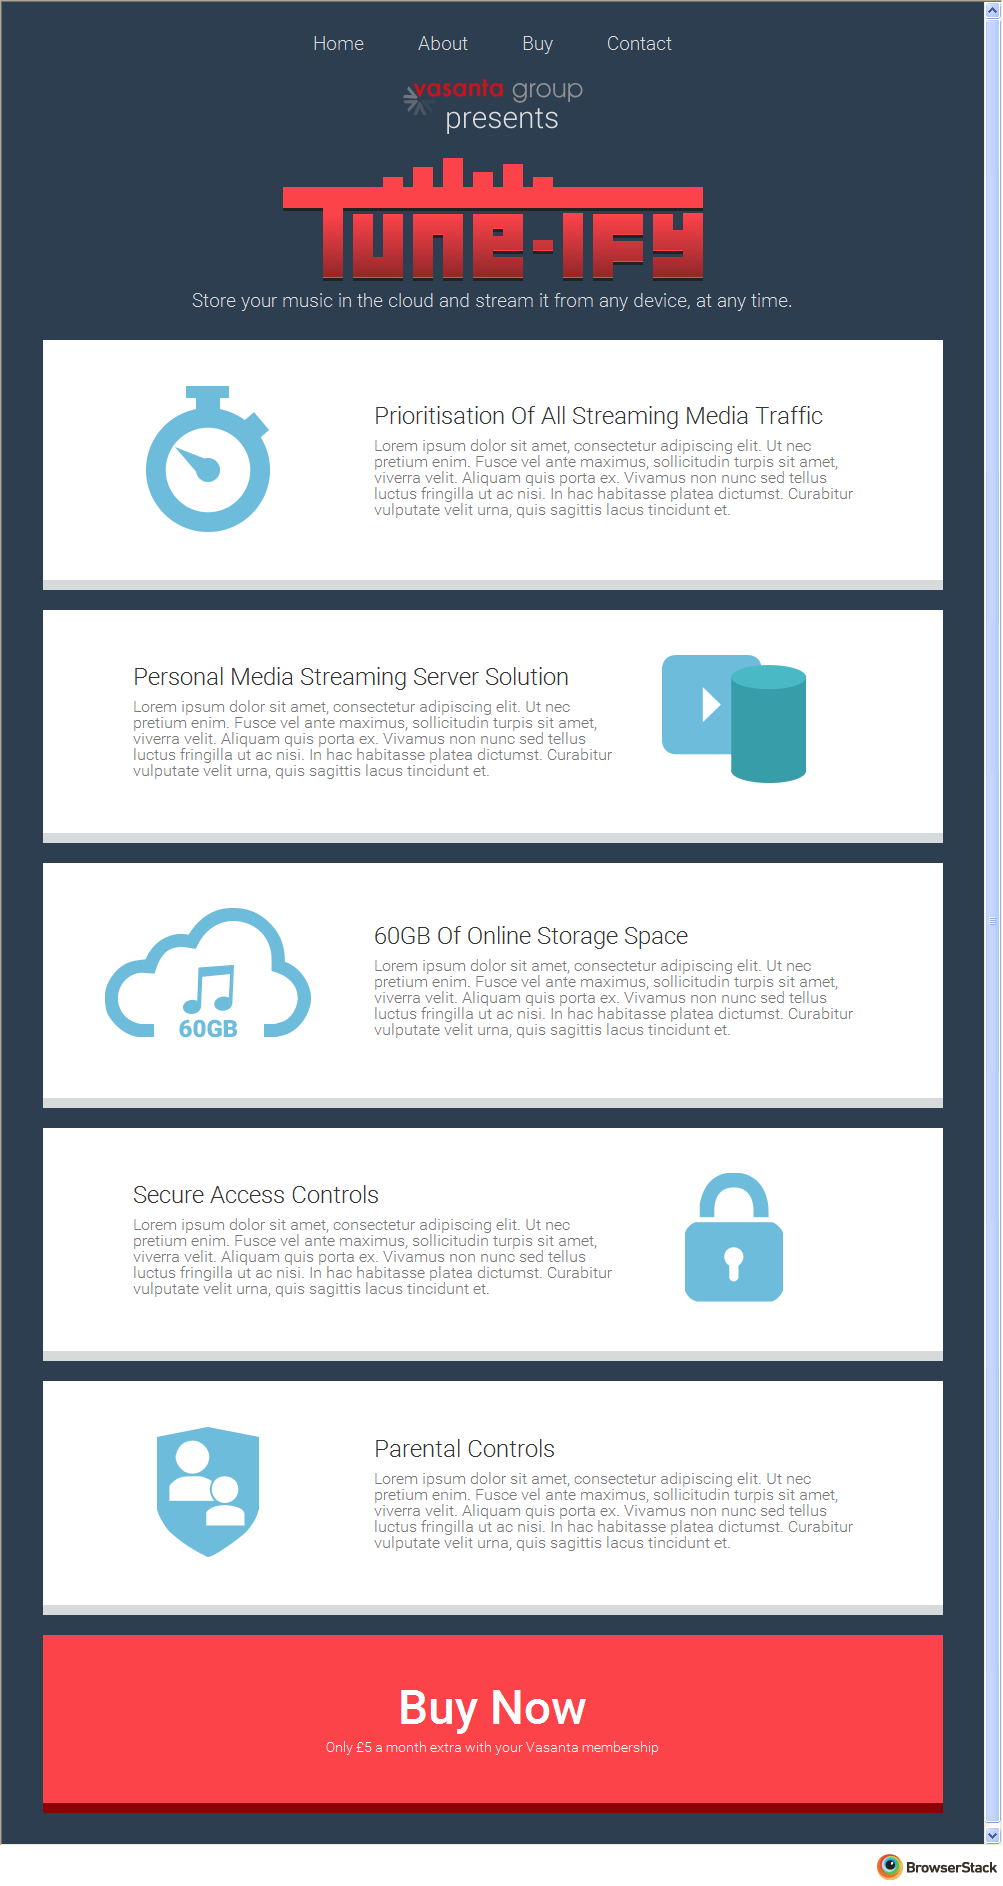 Home About Buy Contact
vasanta group
presents
Tune-ify
Store your music in the cloud and stream it from any device, at any time.
Prioritisation Of All Streaming Media Traffic
Lorem ipsum dolor sit amet, consectetur adipiscing elit. Ut nec
pretium enim. Fusce vel ante maximus, sollicitudin turpis sit amet,
viverra velit. Aliquam quis porta ex. Vivamus non nunc sed tellus
luctus fringilla ut ac nisi. In hac habitasse platea dictumst. Curabitur
vulputate velit urna, quis sagittis lacus tincidunt et.
Personal Media Streaming Server Solution
Lorem ipsum dolor sit amet, consectetur adipiscing elit. Ut nec
pretium enim. Fusce vel ante maximus, sollicitudin turpis sit amet,
viverra velit. Aliquam quis porta ex. Vivamus non nunc sed tellus
luctus fringilla ut ac nisi. In hac habitasse platea dictumst. Curabitur
vulputate velit urna, quis sagittis lacus tincidunt et.
60GB
60GB Of Online Storage Space
Lorem ipsum dolor sit amet, consectetur adipiscing elit. Ut nec
pretium enim. Fusce vel ante maximus, sollicitudin turpis sit amet,
viverra velit. Aliquam quis porta ex. Vivamus non nunc sed tellus
luctus fringilla ut ac nisi. In hac habitasse platea dictumst. Curabitur
vulputate velit urna, quis sagittis lacus tincidunt et.
Secure Access Controls
Lorem ipsum dolor sit amet, consectetur adipiscing elit. Ut nec
pretium enim. Fusce vel ante maximus, sollicitudin turpis sit amet,
viverra velit. Aliquam quis porta ex. Vivamus non nunc sed tellus
luctus fringilla ut ac nisi. In hac habitasse platea dictumst. Curabitur
vulputate velit urna, quis sagittis lacus tincidunt et.
Parental Controls
Lorem ipsum dolor sit amet, consectetur adipiscing elit. Ut nec
pretium enim. Fusce vel ante maximus, sollicitudin turpis sit amet,
viverra velit. Aliquam quis porta ex. Vivamus non nunc sed tellus
luctus fringilla ut ac nisi. In hac habitasse platea dictumst. Curabitur
vulputate velit urna, quis sagittis lacus tincidunt et.
Buy Now
Only £5 a month extra with your Vasanta membership
BrowserStack